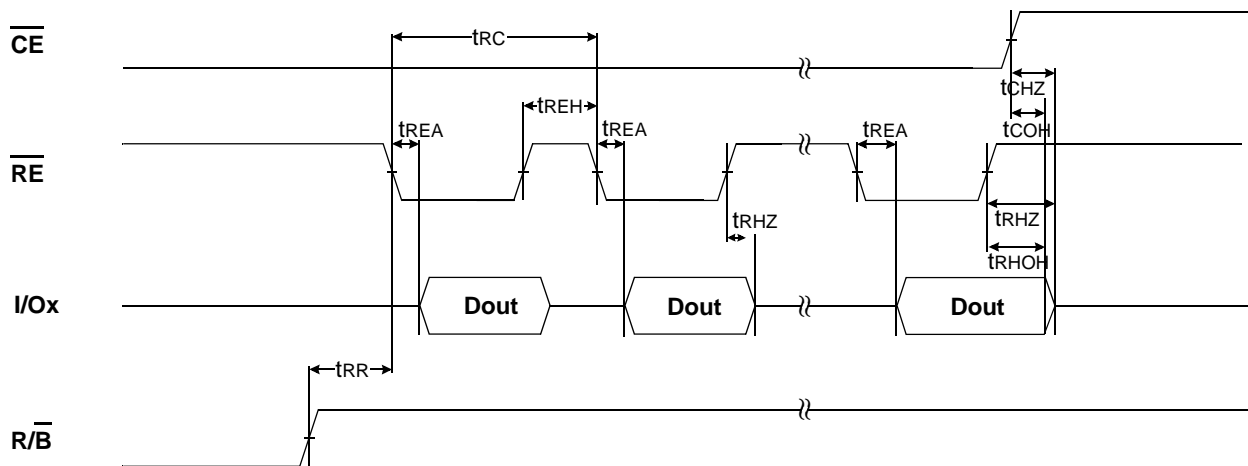 CE
tRC
tCHZ
tREH
tREA
tREA
tREA
tCOH
RE
tRHZ
tRHZ
tRHOH
I/Ox
Dout
Dout
Dout
tRR
R/B